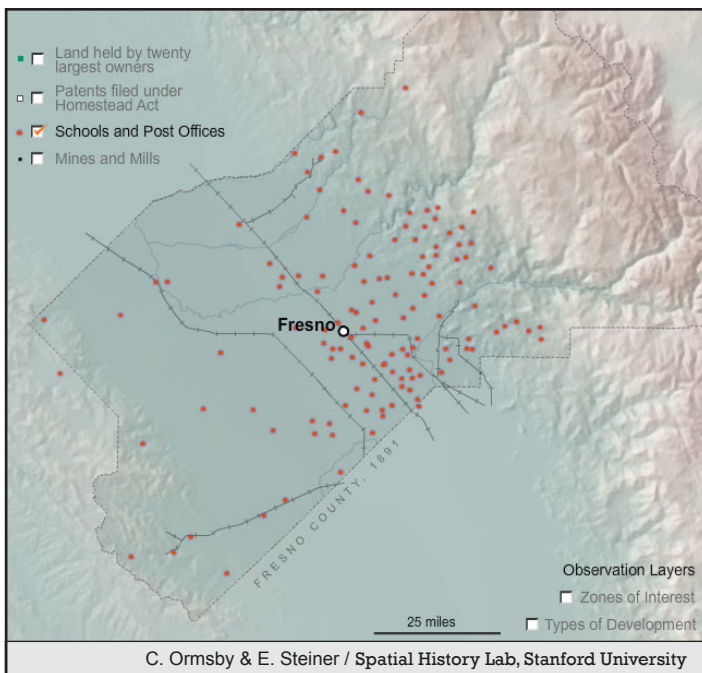 Land held by twenty
largest owners
Patents filed under
Homestead Act
Schools and Post Offices
Mines and Mills
Fresno
FRESNO COUNTY, 1891
Observation Layers
Zones of Interest
Types of Development
25 miles
C. Ormsby & E. Steiner / Spatial History Lab, Stanford University